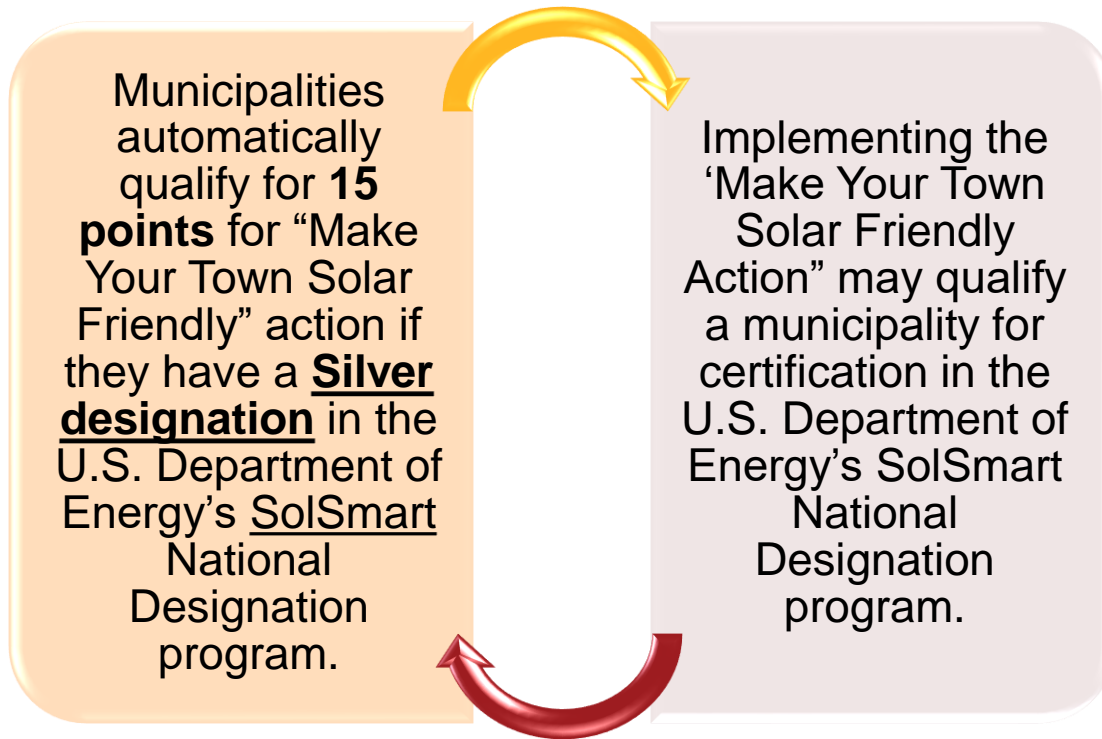 Municipalities
automatically
qualify for 15
points for “Make
Your Town Solar
Friendly” action if
they have a Silver
designation in the
U.S. Department of
Energy’s SolSmart
National
Designation
program.
Implementing the
‘Make Your Town
Solar Friendly
Action” may qualify
a municipality for
certification in the
U.S. Department of
Energy’s SolSmart
National
Designation
program.